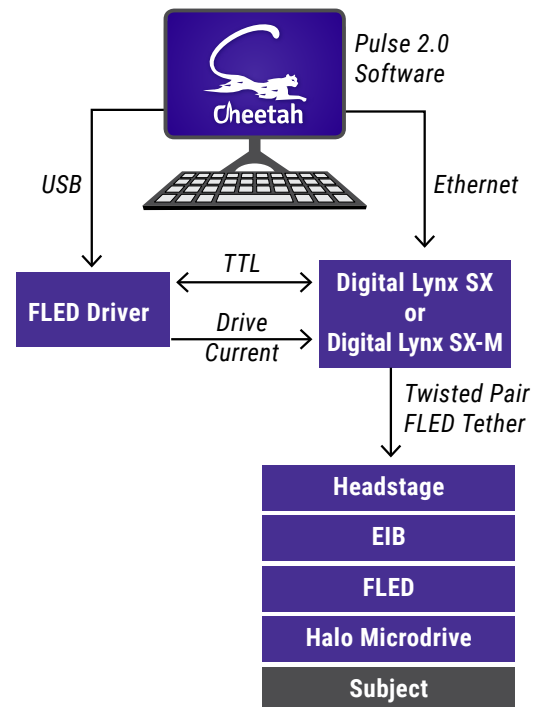 Pulse 2.0
Software
Cheetah
USB
Ethernet
TTL
FLED Driver
Drive
Current
Digital Lynx SX
or
Digital Lynx SX-M
Twisted Pair
FLED Tether
Headstage
EIB
FLED
Halo Microdrive
Subject